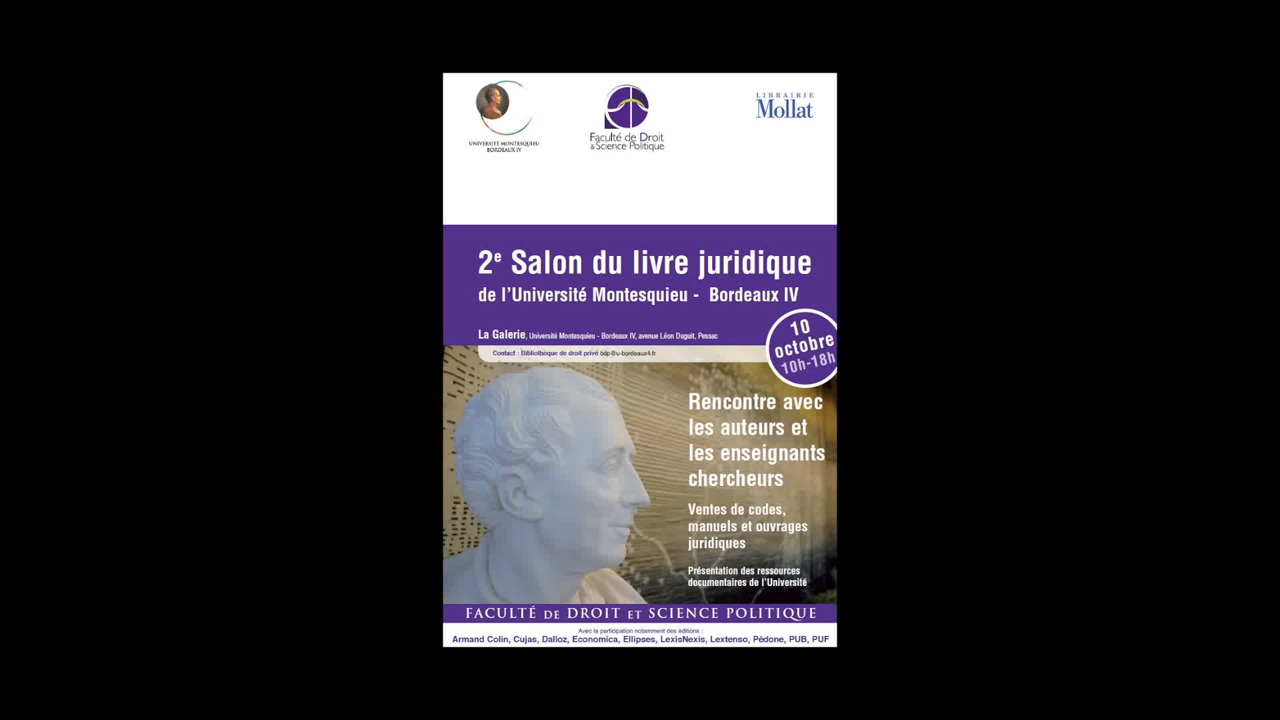 UNIVERSITÉ MONTESQUIEU
BORDEAUX IV
Faculté de Droit
& Science Politique
LIBRAIRIE
Mollat
2e Salon du livre juridique
de l'Université Montesquieu - Bordeaux IV
La Galerie, Université Montesquieu - Bordeaux IV, avenue Léon Duguit, Pessac
10
octobre
10h-18h
Contact : Bibliothèque de droit privé bdp@u-bordeaux4.fr
Rencontre avec
les auteurs et
les enseignants
chercheurs
Ventes de codes,
manuels et ouvrages
juridiques
Présentation des ressources
documentaires de l'Université
FACULTÉ DE DROIT ET SCIENCE POLITIQUE
Avec la participation notamment des éditions :
Armand Colin, Cujas, Dalloz, Economica, Ellipses, LexisNexis, Lextenso, Pédone, PUB, PUF